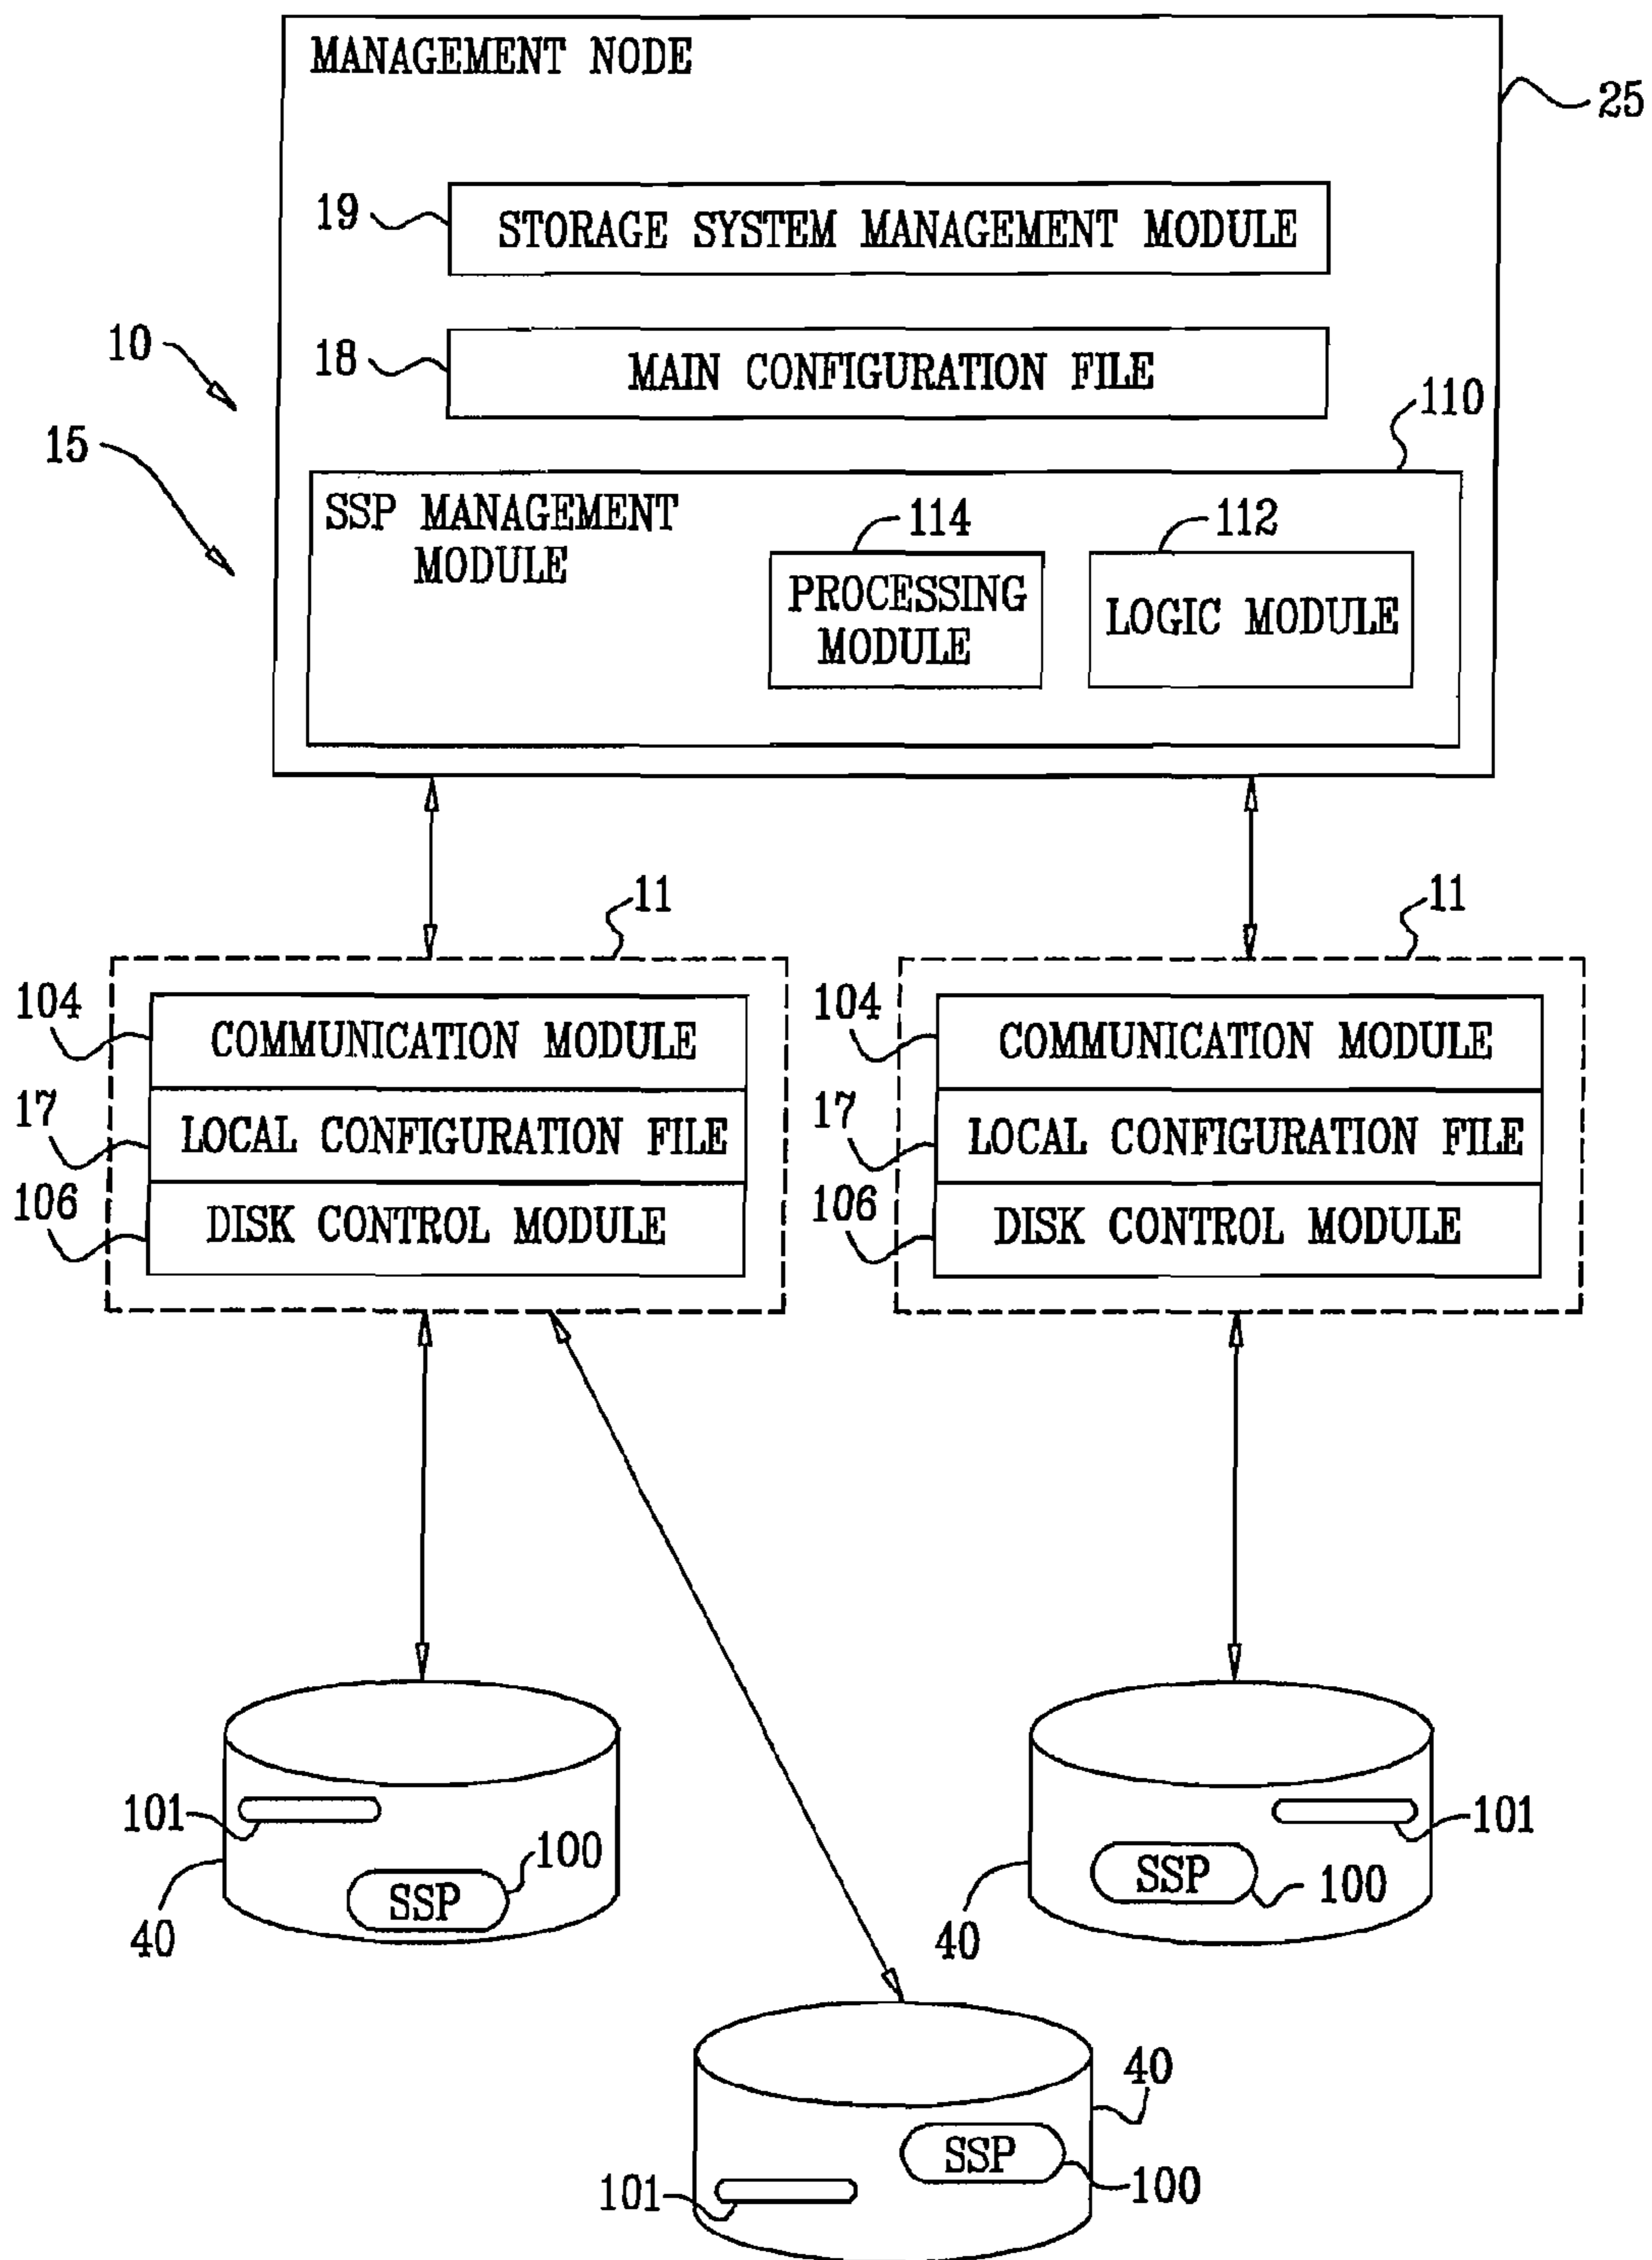 MANAGEMENT NODE
25
19
STORAGE SYSTEM MANAGEMENT MODULE
10
18
MAIN CONFIGURATION FILE
110
15
SSP MANAGEMENT
MODULE
114
PROCESSING
MODULE
112
LOGIC MODULE
11
11
104
COMMUNICATION MODULE
17
LOCAL CONFIGURATION FILE
106
DISK CONTROL MODULE
104
COMMUNICATION MODULE
17
LOCAL CONFIGURATION FILE
106
DISK CONTROL MODULE
101
100
SSP
40
101
SSP
100
40
40
SSP
100
101